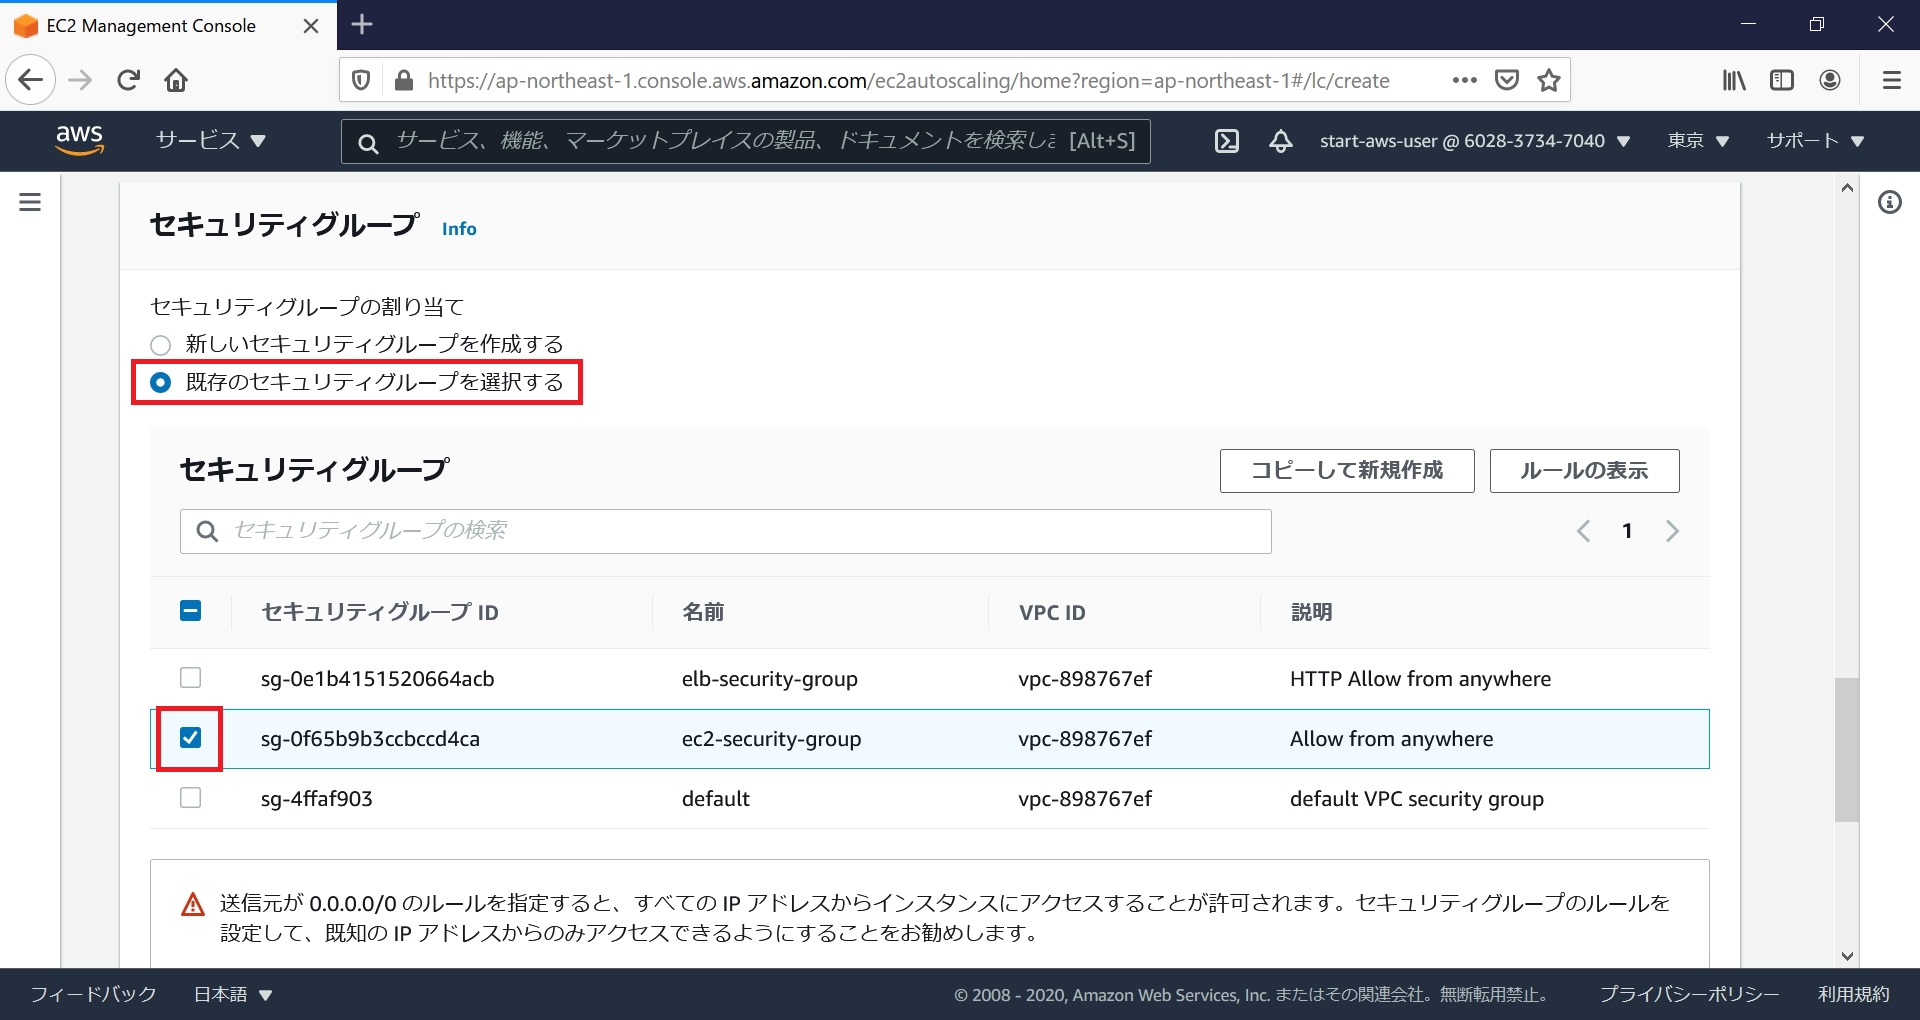 EC2 Management Console
https://ap-northeast-1.console.aws.amazon.com/ec2autoscaling/home?region=ap-northeast-1#/lc/create
aws
サービス
サービス、機能、マーケットプレイスの製品、ドキュメントを検索しま [Alt+S]
start-aws-user @ 6028-3734-7040
東京
サポート
セキュリティグループ Info
セキュリティグループの割り当て
新しいセキュリティグループを作成する
既存のセキュリティグループを選択する
セキュリティグループ
コピーして新規作成
ルールの表示
セキュリティグループの検索
1
セキュリティグループ ID 名前 VPC ID 説明
sg-0e1b4151520664acb elb-security-group vpc-898767ef HTTP Allow from anywhere
sg-0f65b9b3ccbccd4ca ec2-security-group vpc-898767ef Allow from anywhere
sg-4ffaf903 default vpc-898767ef default VPC security group
送信元が 0.0.0.0/0 のルールを指定すると、すべての IP アドレスからインスタンスにアクセスすることが許可されます。セキュリティグループのルールを
設定して、既知の IP アドレスからのみアクセスできるようにすることをお勧めします。
フィードバック
日本語
© 2008 - 2020, Amazon Web Services, Inc. またはその関連会社。無断転用禁止。
プライバシーポリシー
利用規約